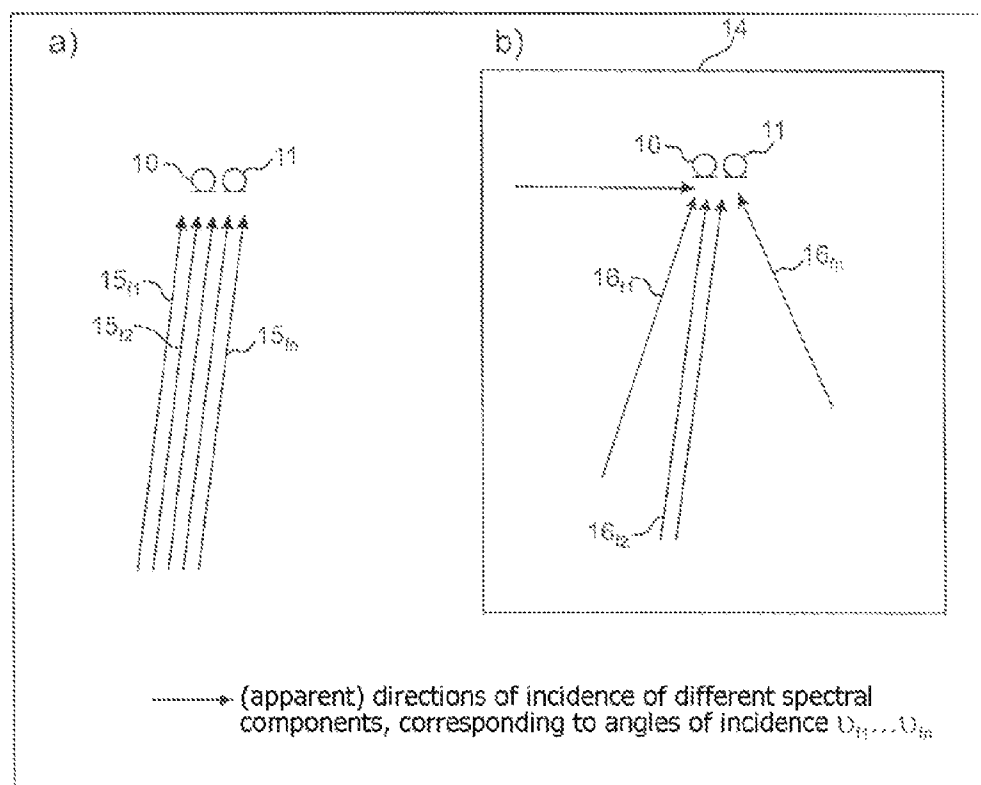 a)
b)
14
10
11
10
11
15f1
15f2
15fn
16f1
16fn
16f2
(apparent) directions of incidence of different spectral
components, corresponding to angles of incidence υf1...υfn